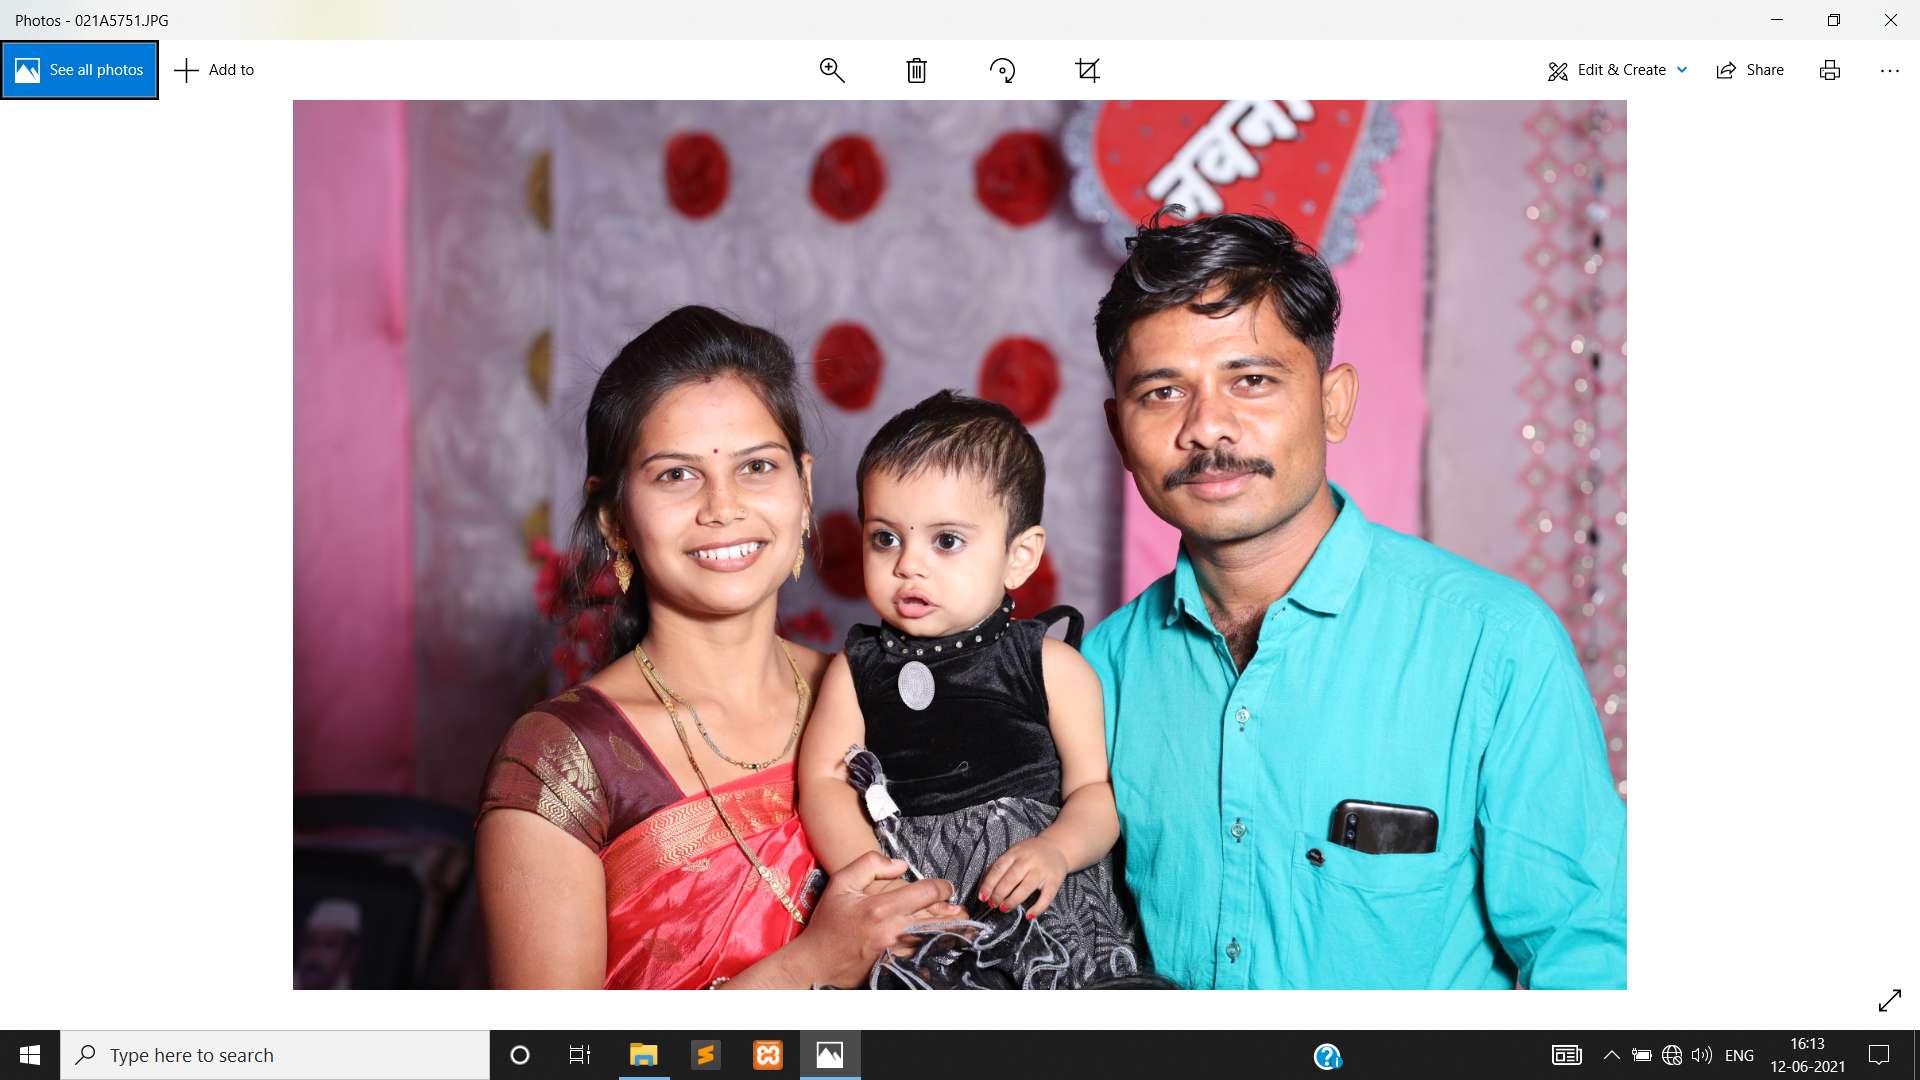 Photos - 021A5751.JPG
See all photos
Add to
Edit & Create
Share
Type here to search
ENG
16:13
12-06-2021